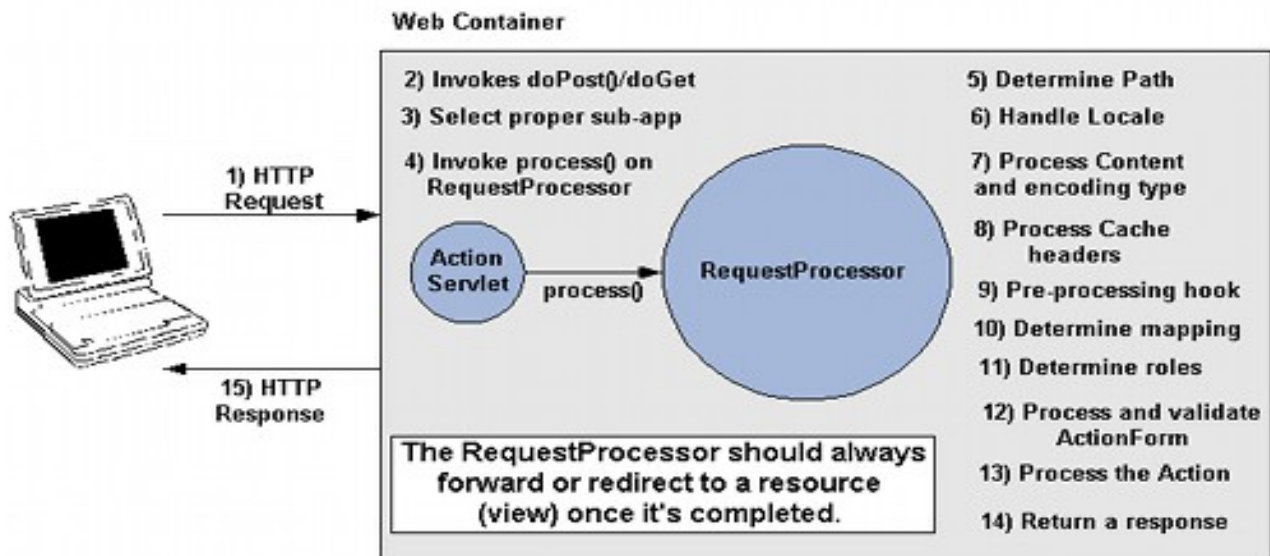 Web Container
2) Invokes doPost()/doGet
3) Select proper sub-app
4) Invoke process() on
RequestProcessor
1) HTTP
Request
Action
Servlet
process()
RequestProcessor
15) HTTP
Response
The RequestProcessor should always
forward or redirect to a resource
(view) once it's completed.
5) Determine Path
6) Handle Locale
7) Process Content
and encoding type
8) Process Cache
headers
9) Pre-processing hook
10) Determine mapping
11) Determine roles
12) Process and validate
ActionForm
13) Process the Action
14) Return a response